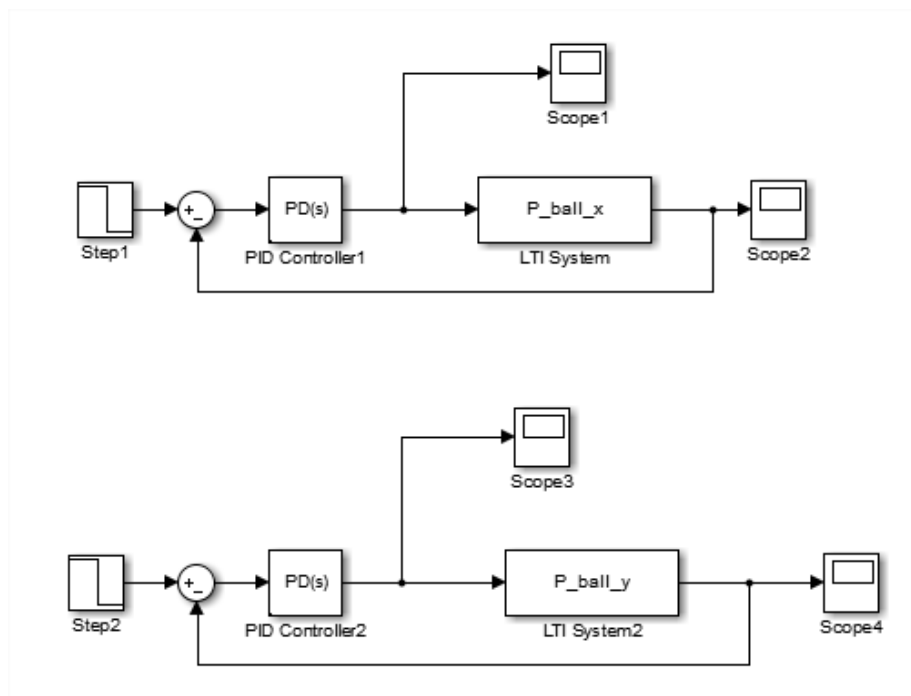 Scope1
+
_
PD(s)
P_ball_x
Step1
PID Controller1
LTI System
Scope2
Scope3
+
_
PD(s)
P_ball_y
Step2
PID Controller2
LTI System2
Scope4